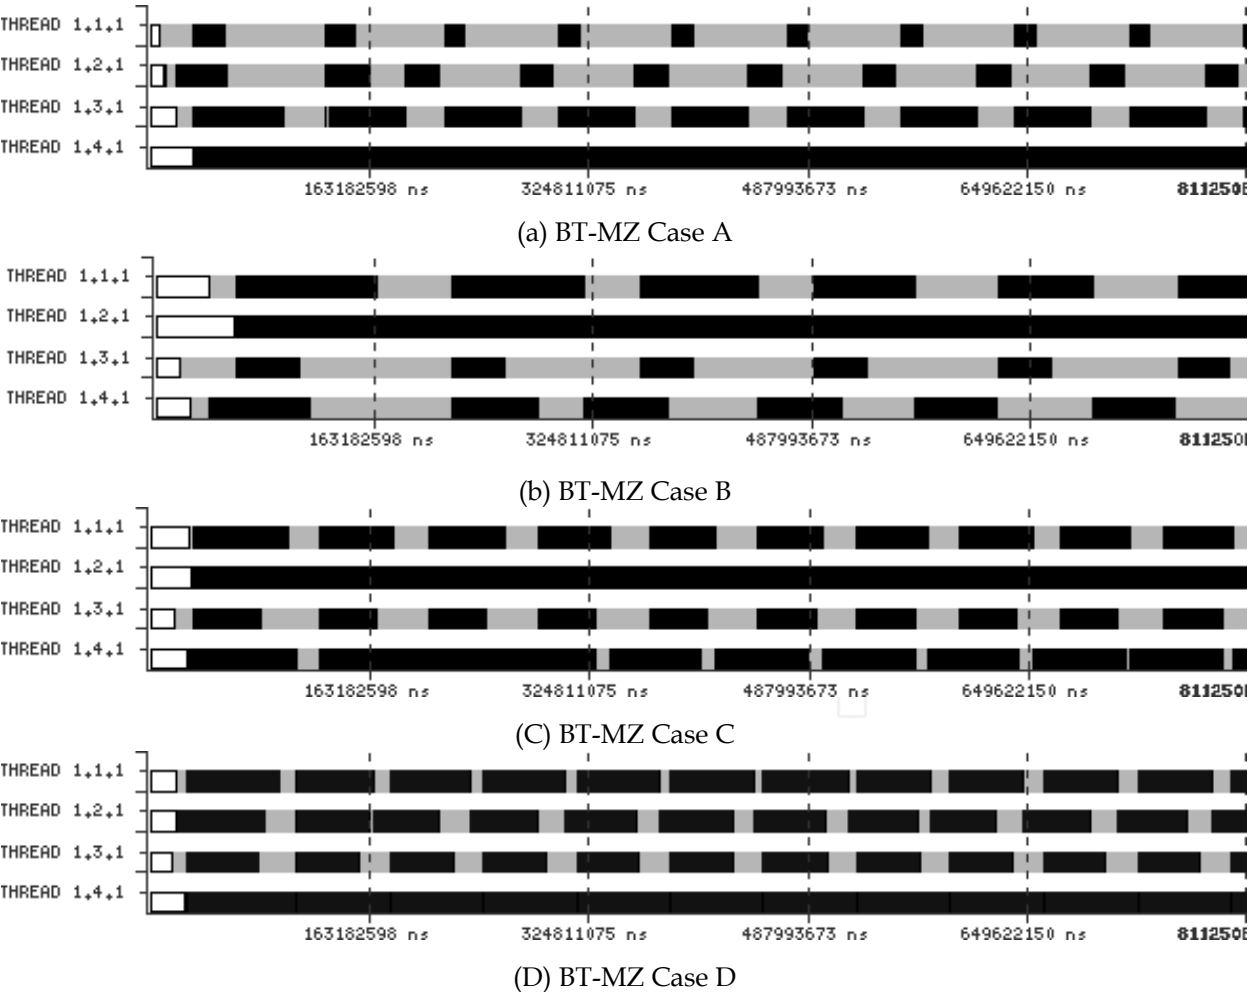 THREAD 1.1.1
THREAD 1.2.1
THREAD 1.3.1
THREAD 1.4.1
163182598 ns 324811075 ns 487993673 ns 649622150 ns 811250
(a) BT-MZ Case A
THREAD 1.1.1
THREAD 1.2.1
THREAD 1.3.1
THREAD 1.4.1
163182598 ns 324811075 ns 487993673 ns 649622150 ns 811250
(b) BT-MZ Case B
THREAD 1.1.1
THREAD 1.2.1
THREAD 1.3.1
THREAD 1.4.1
163182598 ns 324811075 ns 487993673 ns 649622150 ns 811250
(C) BT-MZ Case C
THREAD 1.1.1
THREAD 1.2.1
THREAD 1.3.1
THREAD 1.4.1
163182598 ns 324811075 ns 487993673 ns 649622150 ns 811250
(D) BT-MZ Case D